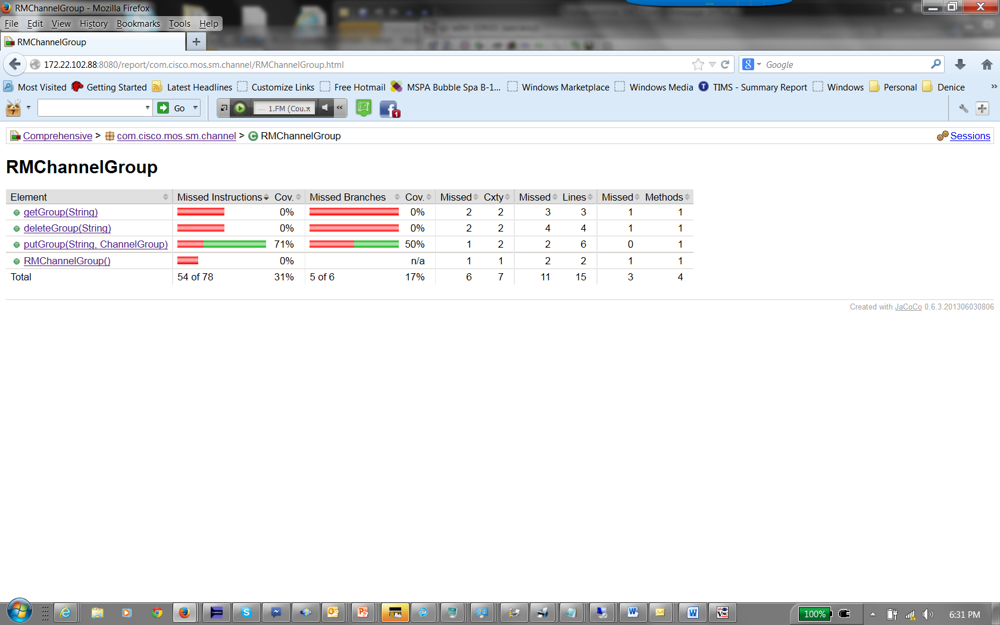 RMChannelGroup - Mozilla Firefox
File Edit View History Bookmarks Tools Help
RMChannelGroup
172.22.102.88:8080/report/com.cisco.mos.sm.channel/RMChannelGroup.html
Google
Most Visited Getting Started Latest Headlines Customize Links Free Hotmail MSPA Bubble Spa B-1... Windows Marketplace Windows Media TIMS - Summary Report Windows Personal Denice
7 Go 1.FM (Cou... 1
Comprehensive > com.cisco.mos.sm.channel > RMChannelGroup Sessions
RMChannelGroup
Element Missed Instructions Cov. Missed Branches Cov. Missed Cxty Missed Lines Missed Methods
getGroup(String) 0% 0% 2 2 3 3 1 1
deleteGroup(String) 0% 0% 2 2 4 4 1 1
putGroup(String, ChannelGroup) 71% 50% 1 2 2 6 0 1
RMChannelGroup() 0% n/a 1 1 2 2 1 1
Total 54 of 78 31% 5 of 6 17% 6 7 11 15 3 4
Created with JaCoCo 0.6.3.201306030806
100% 6:31 PM